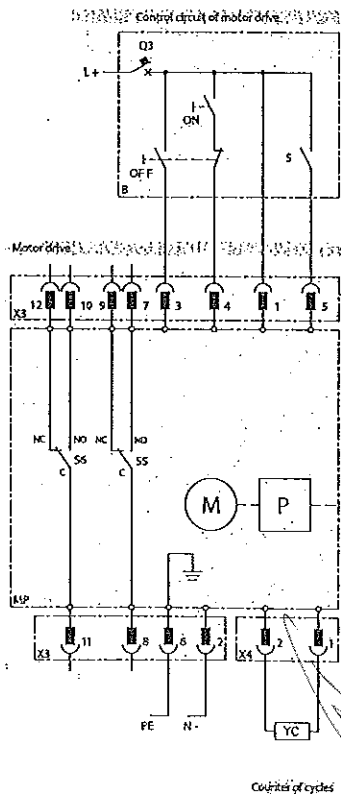 Control circuit of motor drive
Q3
L+
ON
OFF
S
B
Motor drive
12 10 9 7 3 4 1 5
X3
NC NO NC NO
S6 S5
C C
M P
MP
11 8 6 2 2 1
X3 X4
PE N-
YC
Counter of cycles